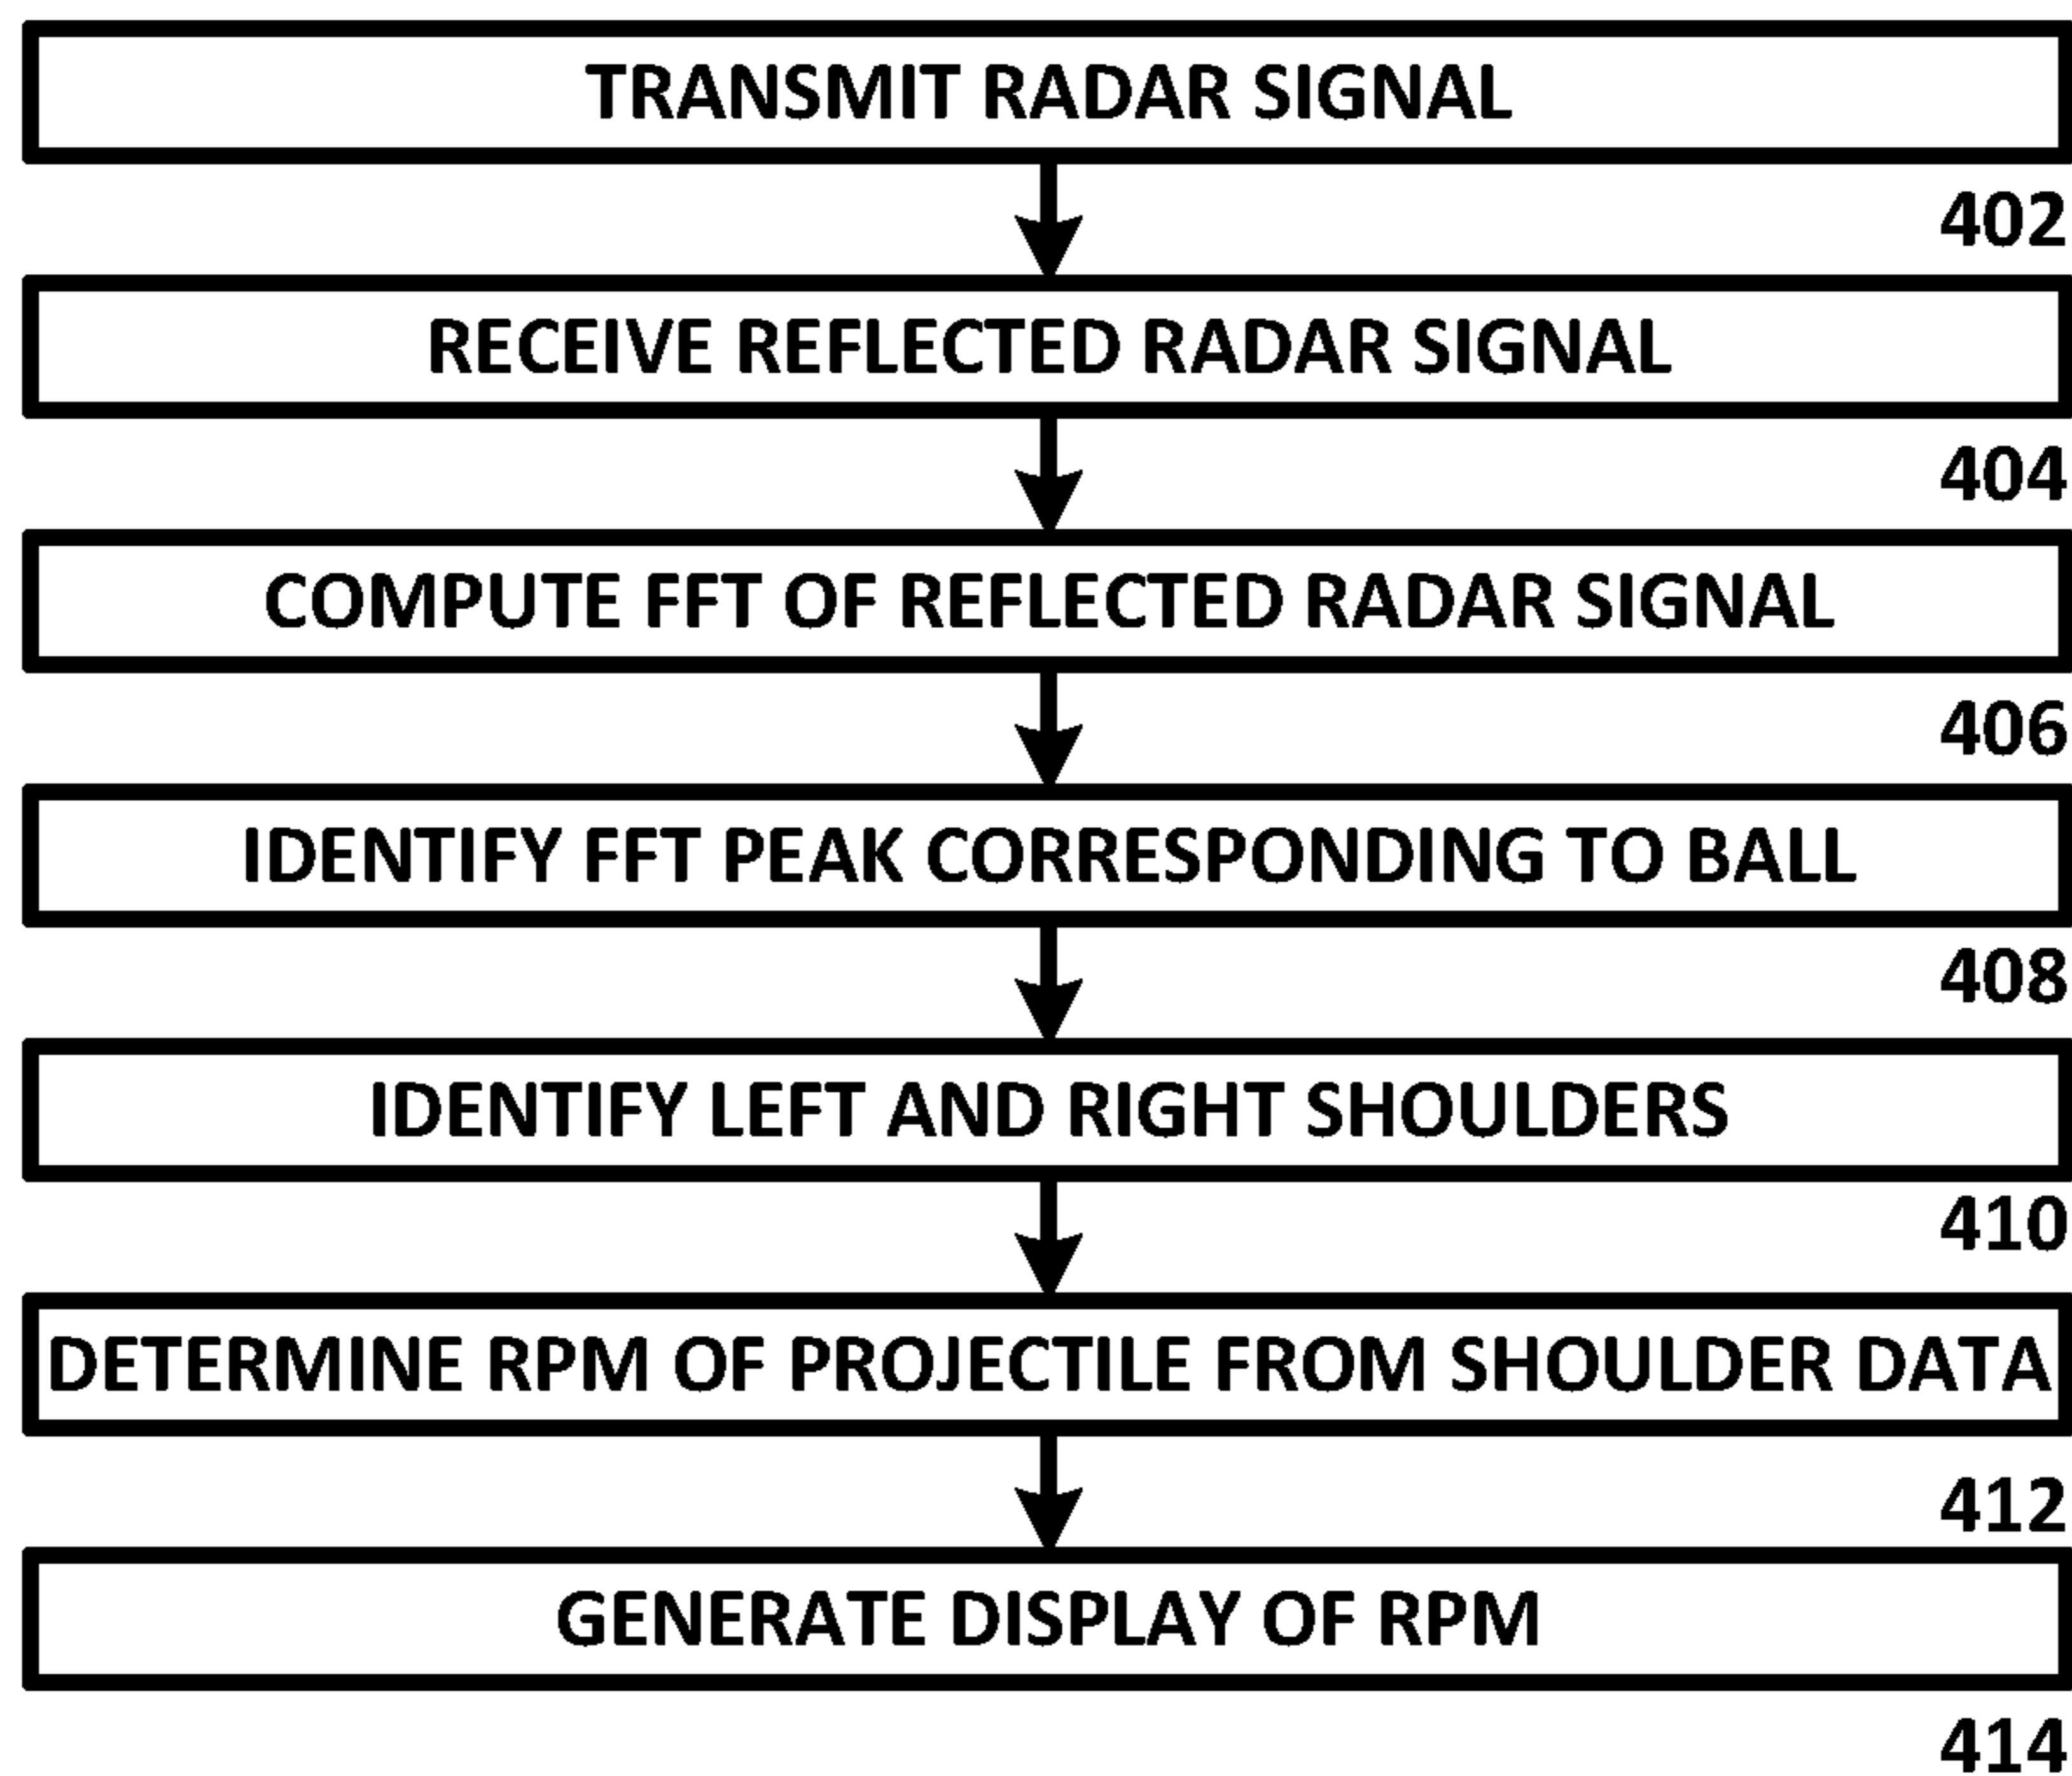 TRANSMIT RADAR SIGNAL
402
RECEIVE REFLECTED RADAR SIGNAL
404
COMPUTE FFT OF REFLECTED RADAR SIGNAL
406
IDENTIFY FFT PEAK CORRESPONDING TO BALL
408
IDENTIFY LEFT AND RIGHT SHOULDERS
410
DETERMINE RPM OF PROJECTILE FROM SHOULDER DATA
412
GENERATE DISPLAY OF RPM
414